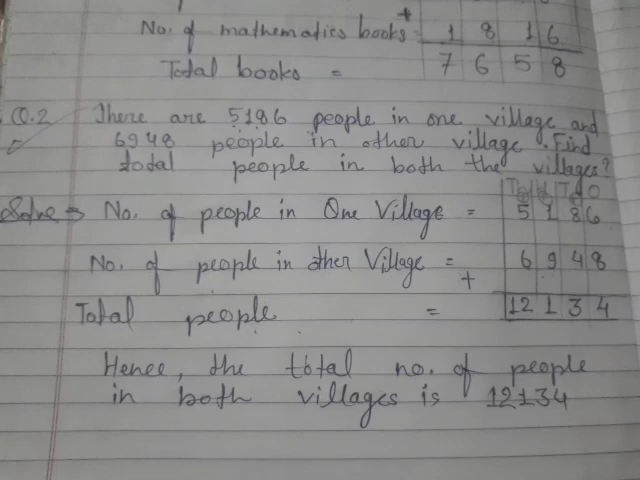 No. of mathematics books + 1 8 1 6
Total books = 7 6 5 8
Q.2 There are 5186 people in one village and
6948 people in other village. Find
total people in both the villages?
Th H T O
Solve → No. of people in One Village = 5 1 8 6
No. of people in other Village = + 6 9 4 8
Total people = 12 1 3 4
Hence, the total no. of people
in both villages is 12134